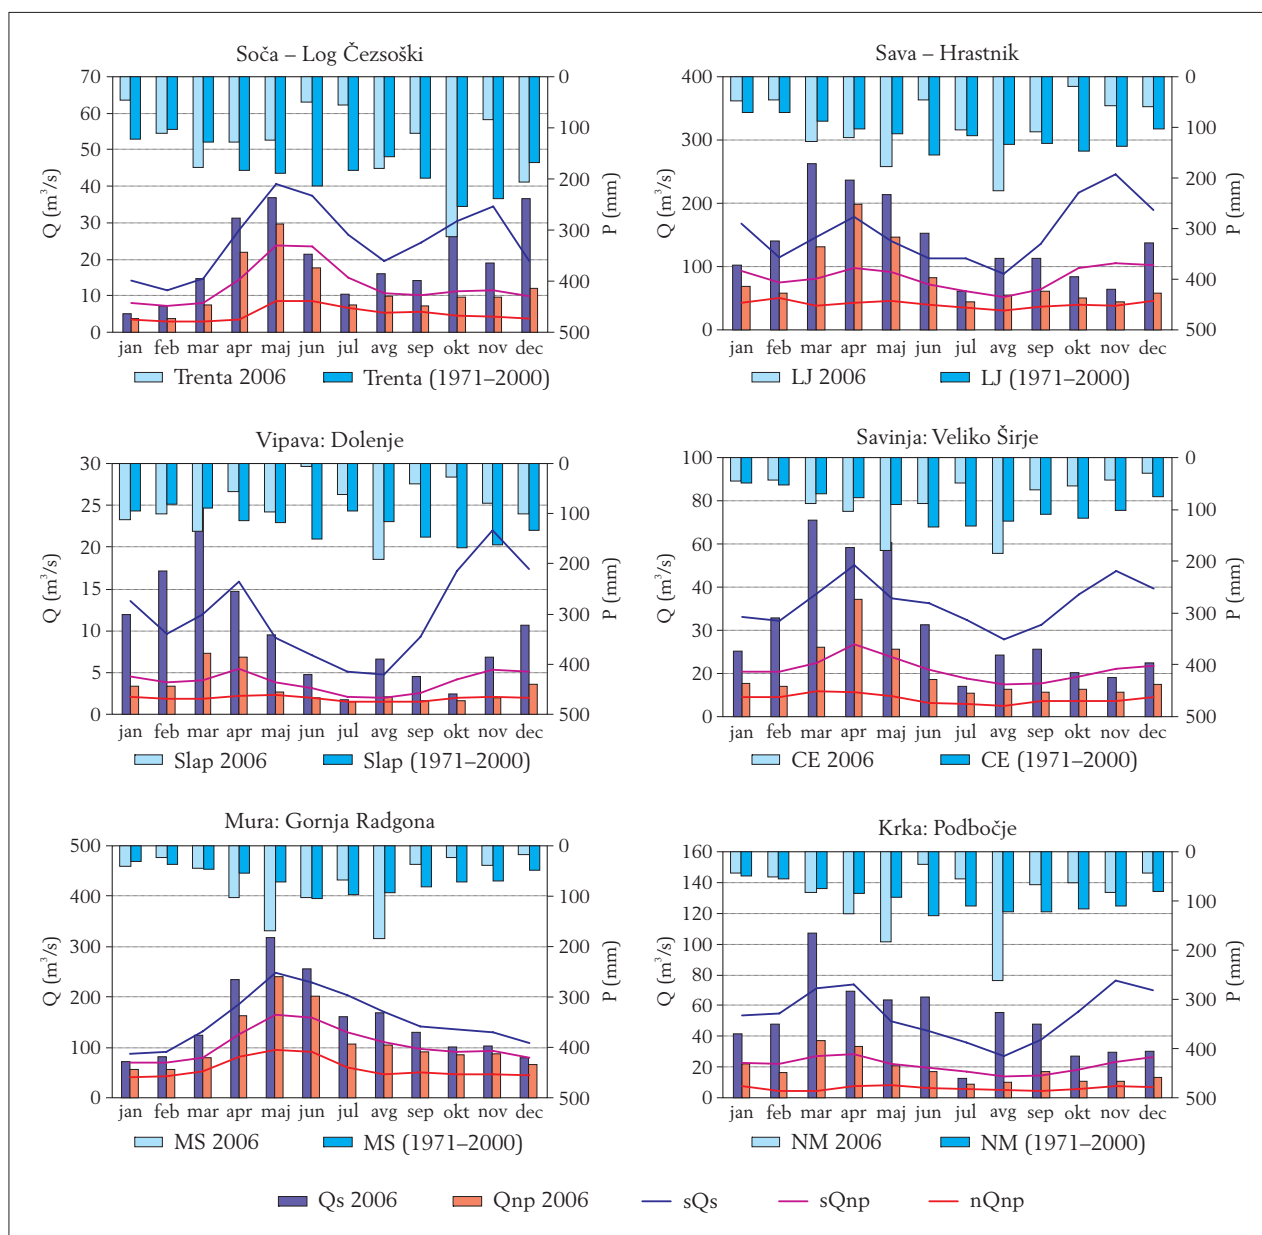 Soča – Log Čezsoški
70
60
50
40
30
20
10
0
Q (m³/s)
0
100
200
300
400
500
P (mm)
jan feb mar apr maj jun jul avg sep okt nov dec
Trenta 2006 Trenta (1971–2000)
Sava – Hrastnik
400
300
200
100
0
Q (m³/s)
0
100
200
300
400
500
P (mm)
jan feb mar apr maj jun jul avg sep okt nov dec
LJ 2006 LJ (1971–2000)
Vipava: Dolenje
30
25
20
15
10
5
0
Q (m³/s)
0
100
200
300
400
500
P (mm)
jan feb mar apr maj jun jul avg sep okt nov dec
Slap 2006 Slap (1971–2000)
Savinja: Veliko Širje
100
80
60
40
30
20
0
Q (m³/s)
0
100
200
300
400
500
P (mm)
jan feb mar apr maj jun jul avg sep okt nov dec
CE 2006 CE (1971–2000)
Mura: Gornja Radgona
500
400
300
200
100
0
Q (m³/s)
0
100
200
300
400
500
P (mm)
jan feb mar apr maj jun jul avg sep okt nov dec
MS 2006 MS (1971–2000)
Krka: Podbočje
160
140
120
100
80
60
40
20
0
Q (m³/s)
0
100
200
300
400
500
P (mm)
jan feb mar apr maj jun jul avg sep okt nov dec
NM 2006 NM (1971–2000)
Qs 2006 Qnp 2006 sQs sQnp nQnp